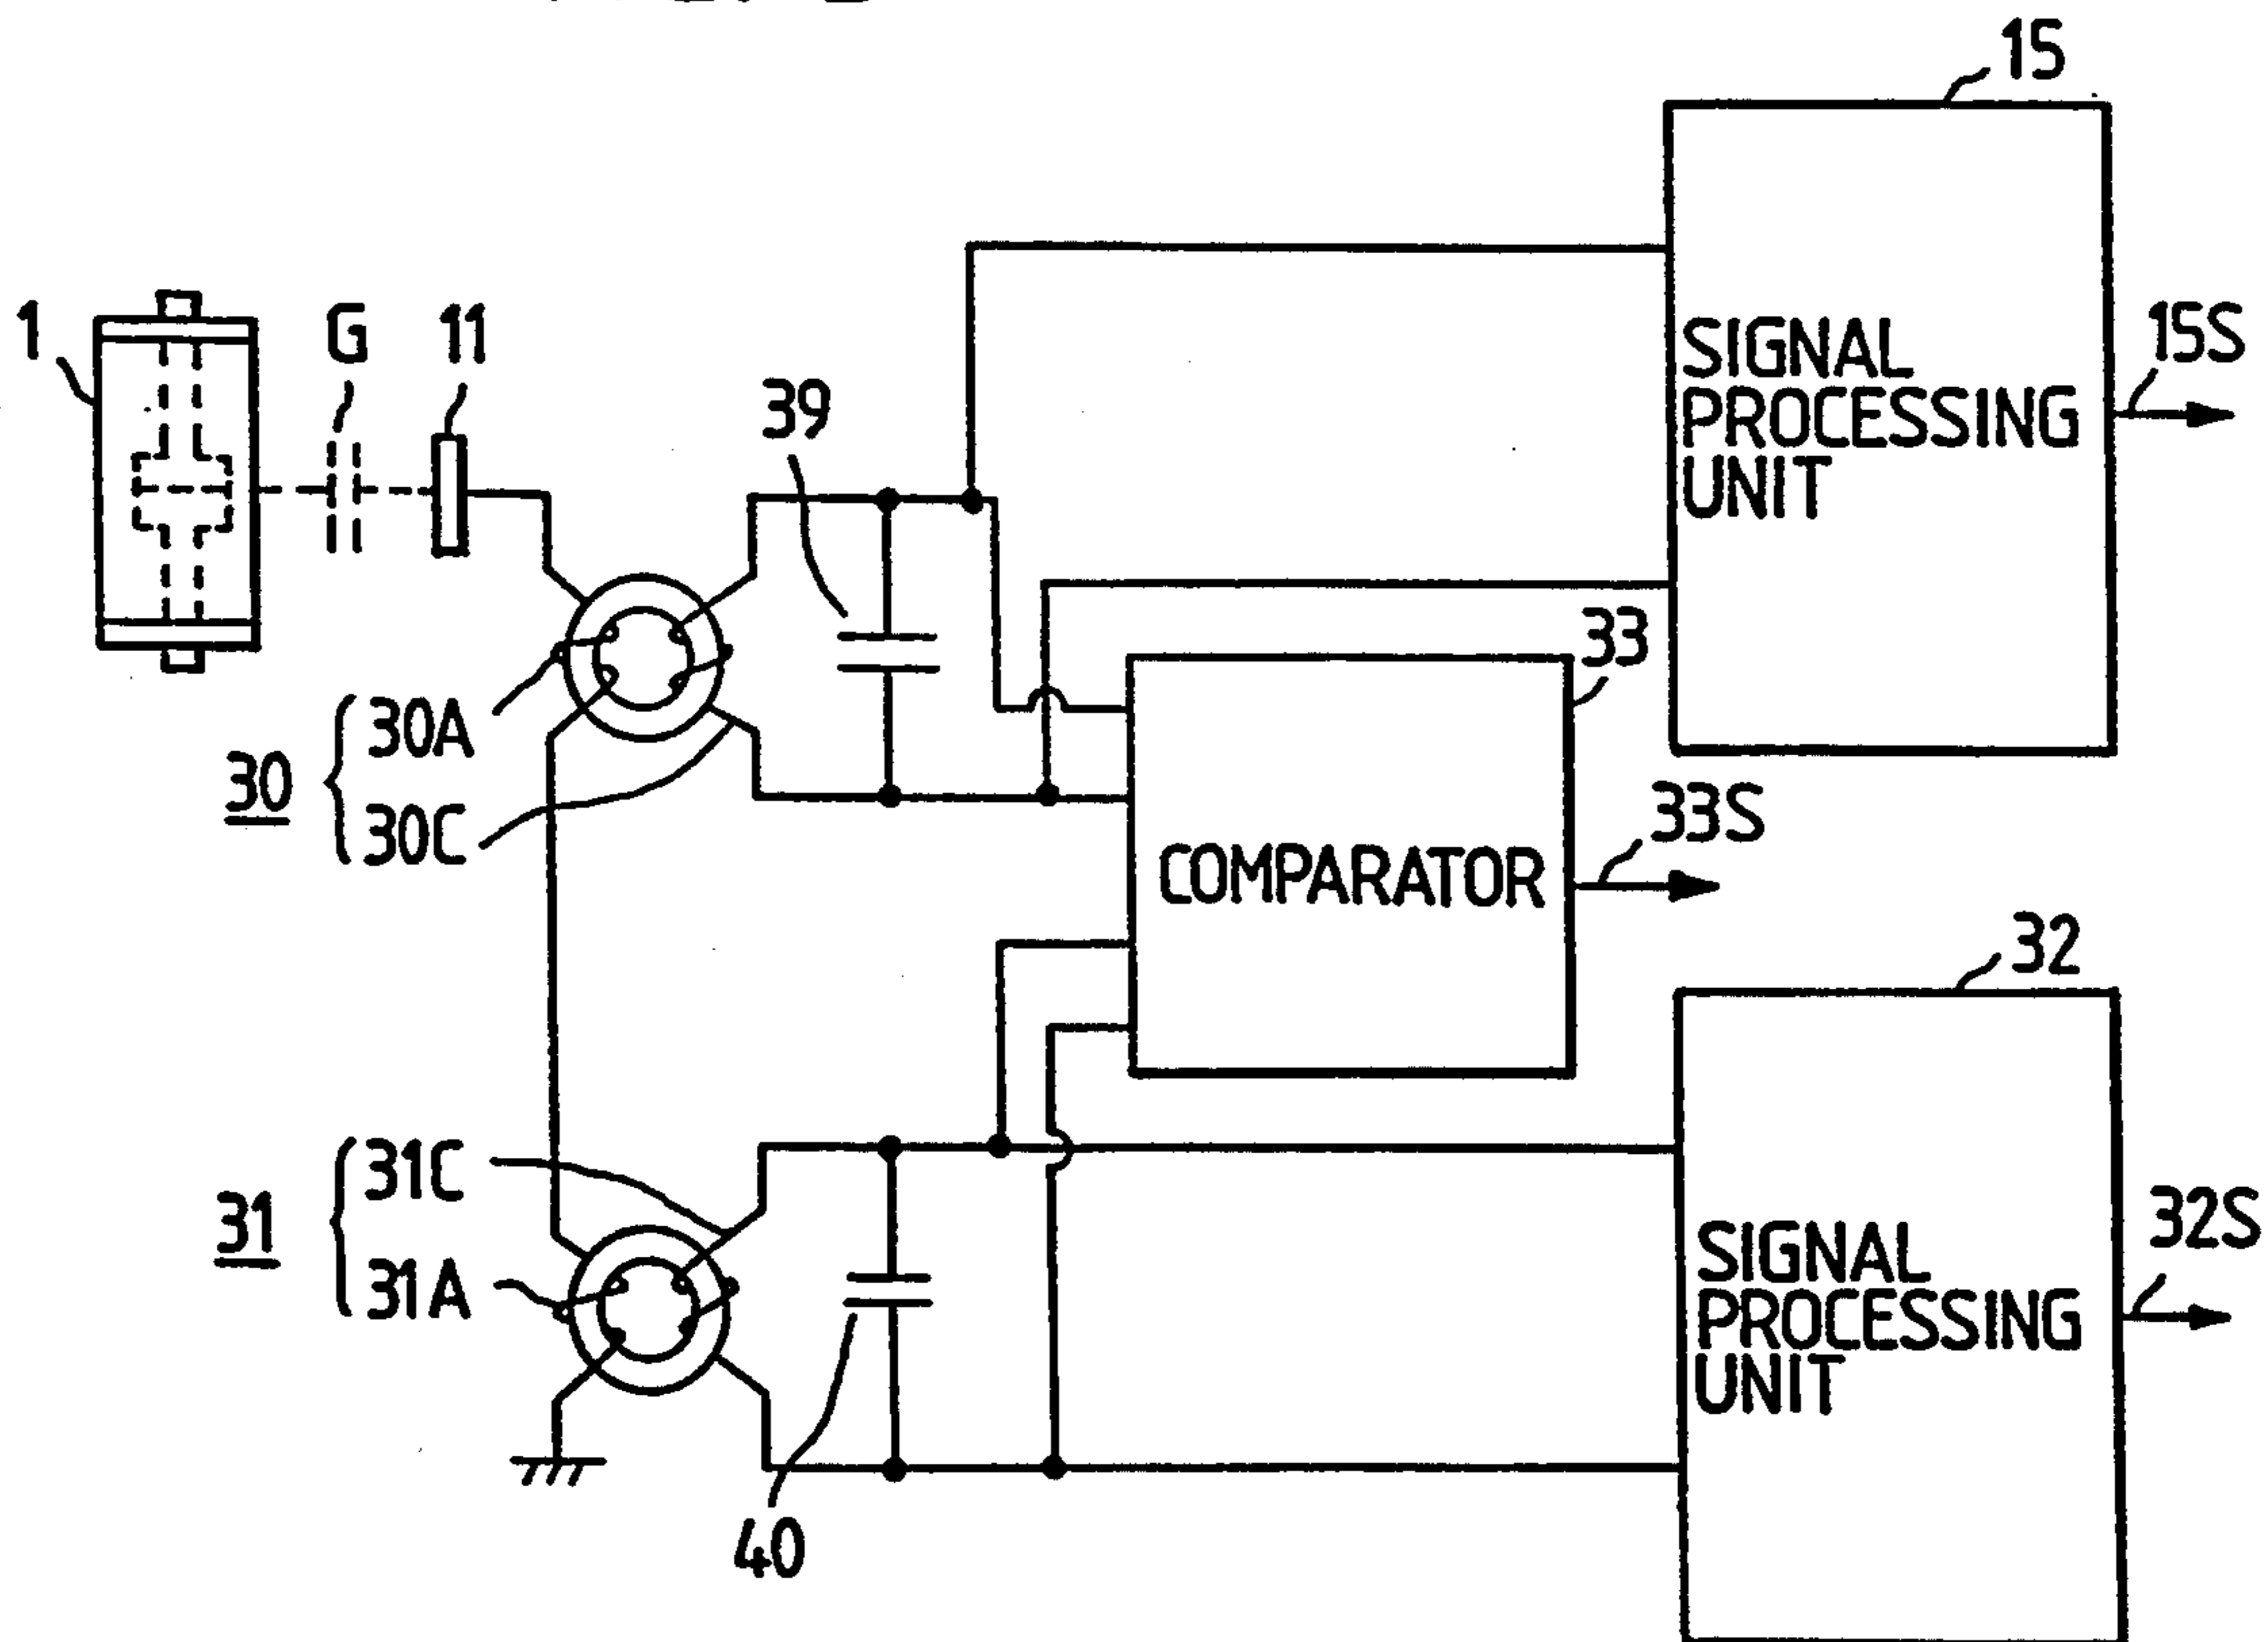 15
1
G
11
SIGNAL
PROCESSING
UNIT
15S
39
33
30
30A
30C
33S
COMPARATOR
32
31
31C
31A
32S
SIGNAL
PROCESSING
UNIT
40